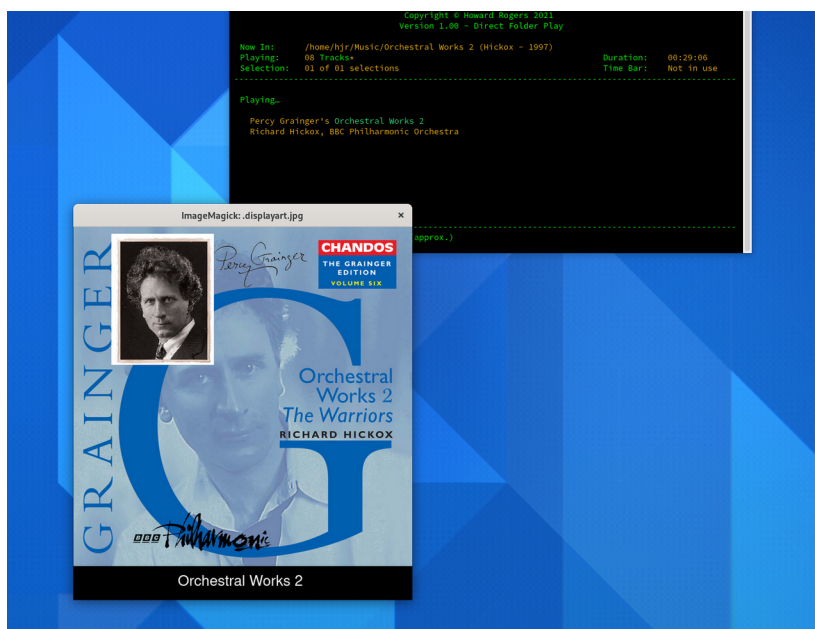 Copyright © Howard Rogers 2021
Version 1.00 - Direct Folder Play
Now In: /home/hjr/Music/Orchestral Works 2 (Hickox - 1997)
Playing: 08 Tracks★ Duration: 00:29:06
Selection: 01 of 01 selections Time Bar: Not in use
Playing…
Percy Grainger's Orchestral Works 2
Richard Hickox, BBC Philharmonic Orchestra
approx.)
ImageMagick: .displayart.jpg ×
GRAINGER
Percy Grainger
CHANDOS
THE GRAINGER
EDITION
VOLUME SIX
G
Orchestral
Works 2
The Warriors
RICHARD HICKOX
BBC Philharmonic
Orchestral Works 2